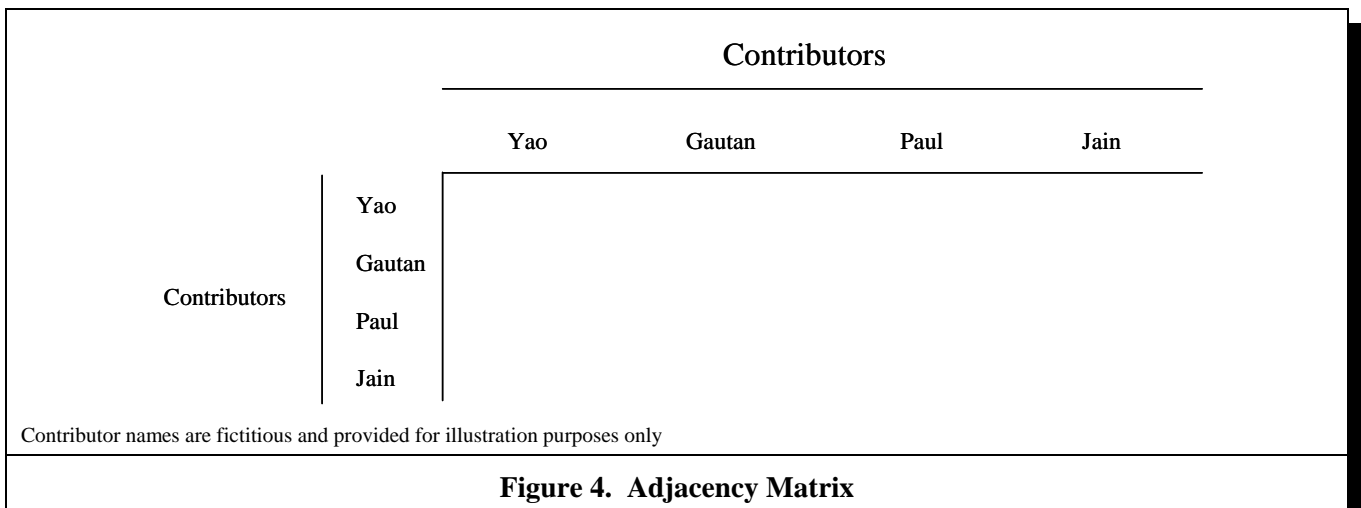 Contributors
Yao Gautan Paul Jain
Yao
Gautan
Contributors
Paul
Jain
Contributor names are fictitious and provided for illustration purposes only
Figure 4. Adjacency Matrix